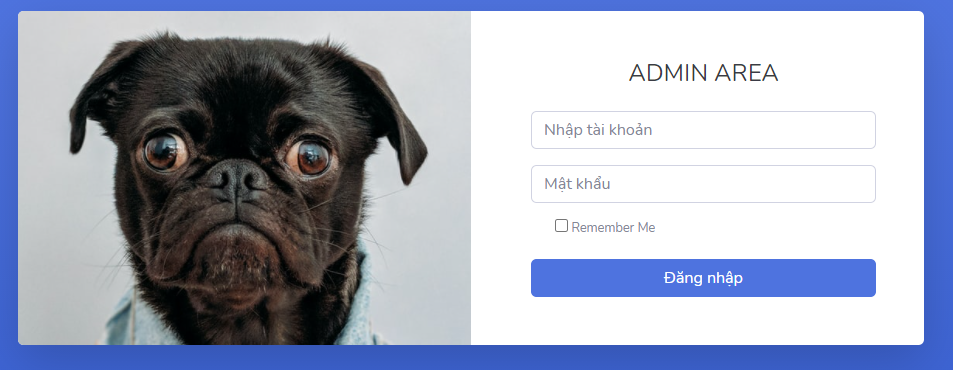 ADMIN AREA
Nhập tài khoản
Mật khẩu
Remember Me
Đăng nhập